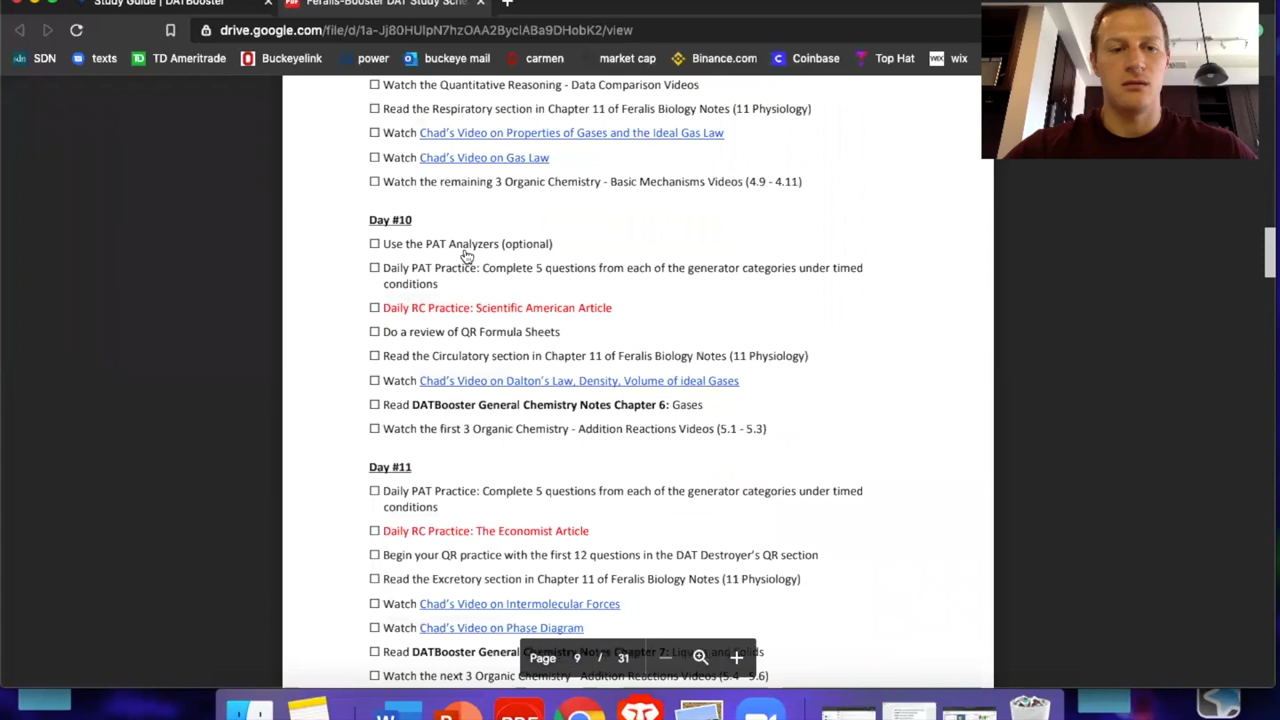 Study Guide | DATBooster
Feralis-Booster DAT Study Sche
drive.google.com/file/d/1a-Jj80HUlpN7hzOAA2ByclABa9DHobK2/view
SDN texts TD Ameritrade Buckeyelink power buckeye mail carmen market cap Binance.com Coinbase Top Hat wix
Watch the Quantitative Reasoning - Data Comparison Videos
Read the Respiratory section in Chapter 11 of Feralis Biology Notes (11 Physiology)
Watch Chad's Video on Properties of Gases and the Ideal Gas Law
Watch Chad's Video on Gas Law
Watch the remaining 3 Organic Chemistry - Basic Mechanisms Videos (4.9 - 4.11)
Day #10
Use the PAT Analyzers (optional)
Daily PAT Practice: Complete 5 questions from each of the generator categories under timed
conditions
Daily RC Practice: Scientific American Article
Do a review of QR Formula Sheets
Read the Circulatory section in Chapter 11 of Feralis Biology Notes (11 Physiology)
Watch Chad's Video on Dalton's Law, Density, Volume of ideal Gases
Read DATBooster General Chemistry Notes Chapter 6: Gases
Watch the first 3 Organic Chemistry - Addition Reactions Videos (5.1 - 5.3)
Day #11
Daily PAT Practice: Complete 5 questions from each of the generator categories under timed
conditions
Daily RC Practice: The Economist Article
Begin your QR practice with the first 12 questions in the DAT Destroyer's QR section
Read the Excretory section in Chapter 11 of Feralis Biology Notes (11 Physiology)
Watch Chad's Video on Intermolecular Forces
Watch Chad's Video on Phase Diagram
Read DATBooster General Chemistry Notes Chapter 7: Liquids and Solids
Page 9 / 31
Watch the next 3 Organic Chemistry - Addition Reactions Videos (5.4 - 5.6)